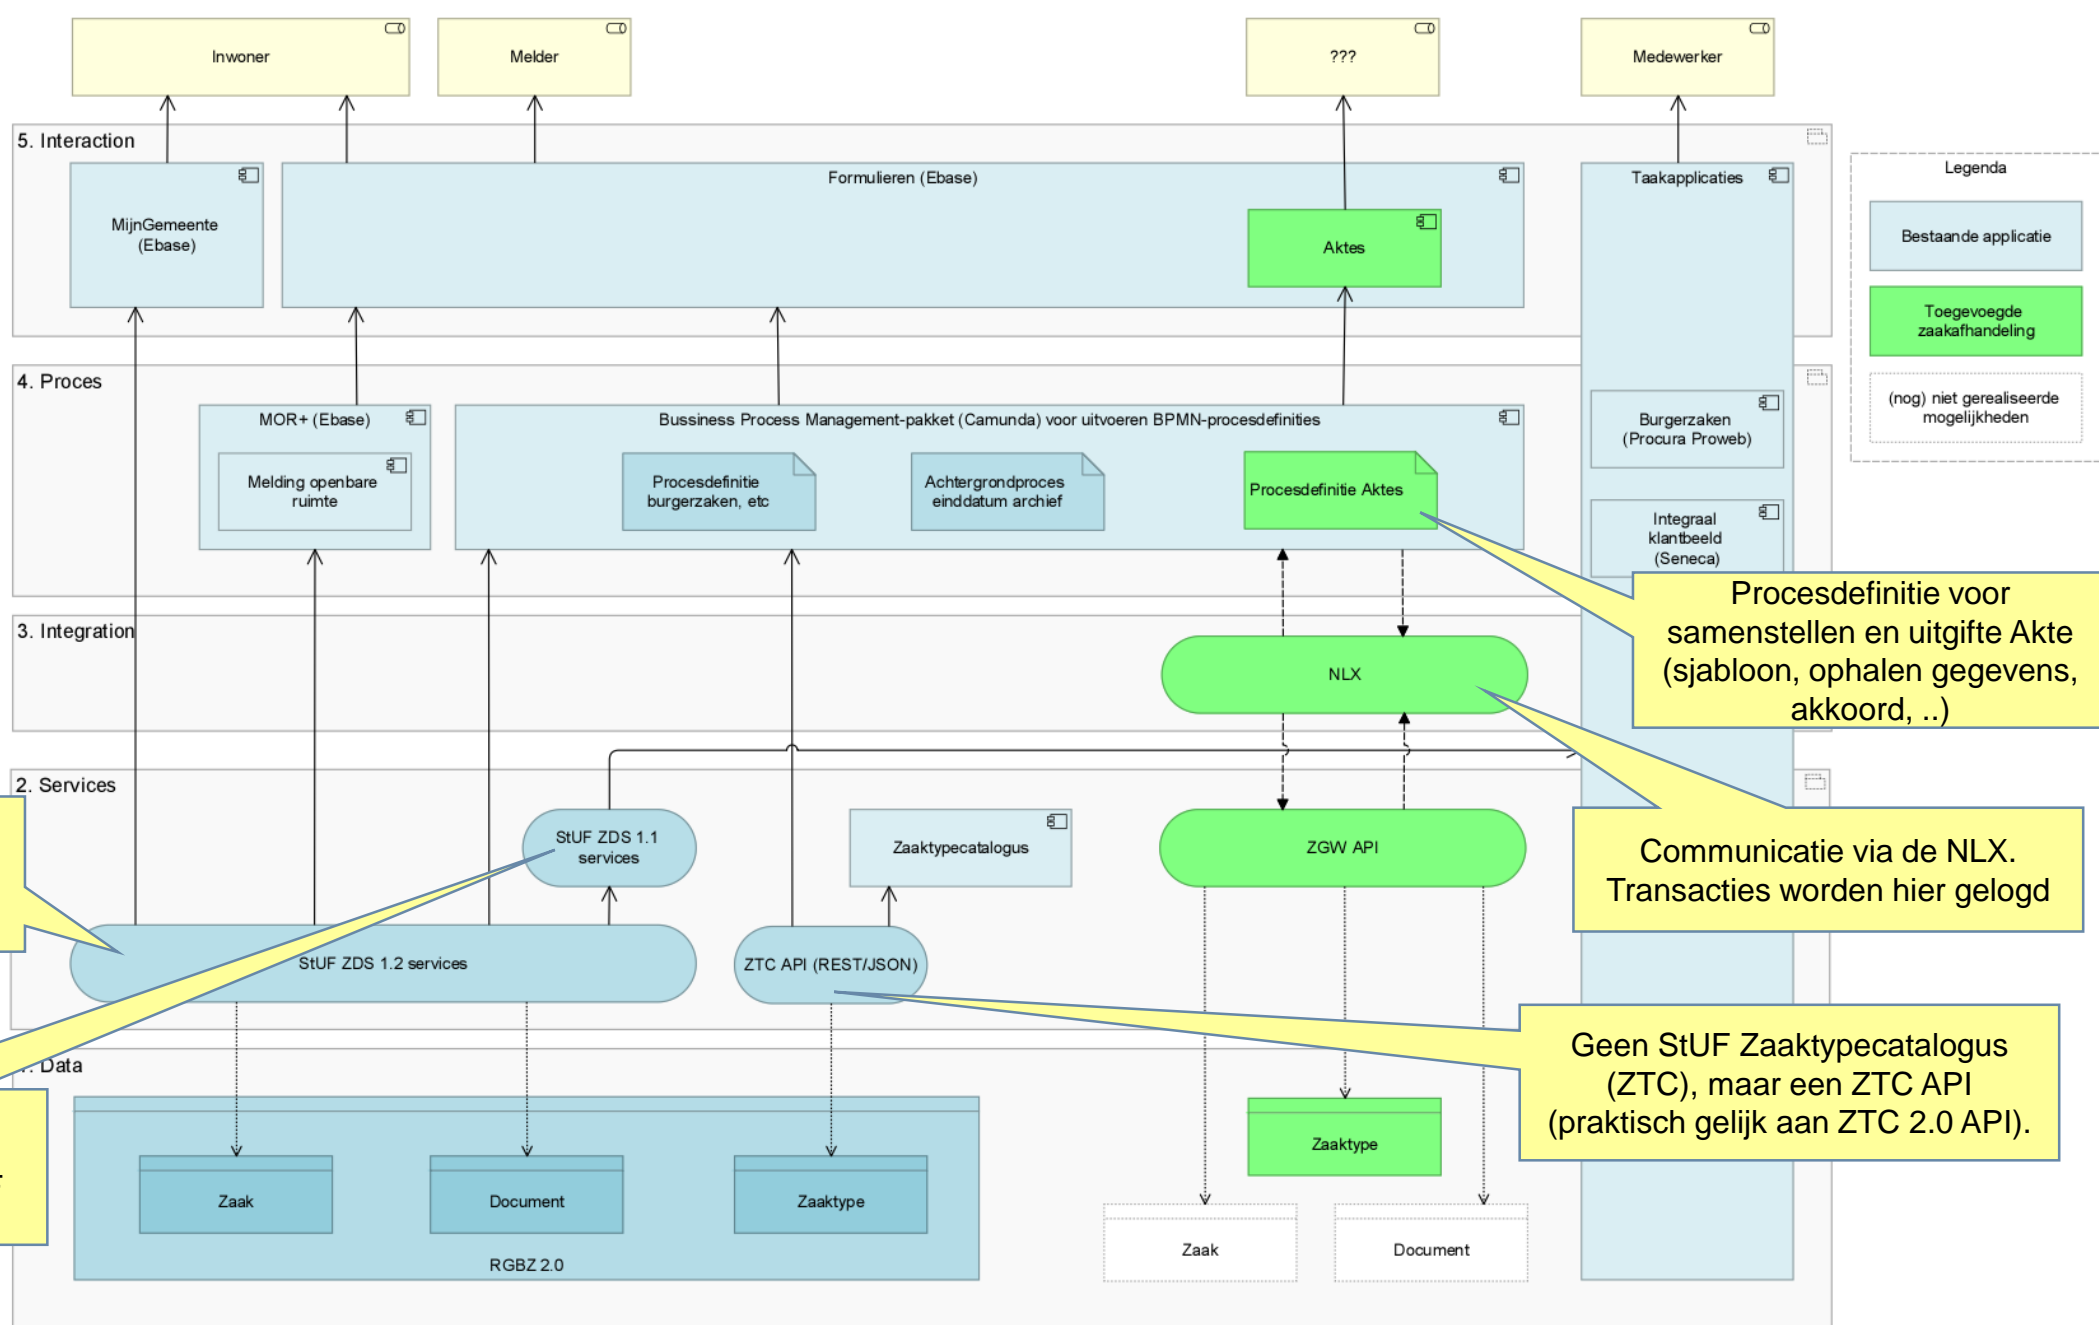 Inwoner
Melder
???
Medewerker
5. Interaction
MijnGemeente
(Ebase)
Formulieren (Ebase)
Aktes
Taakapplicaties
Legenda
Bestaande applicatie
Toegevoegde
zaakafhandeling
(nog) niet gerealiseerde
mogelijkheden
4. Proces
MOR+ (Ebase)
Melding openbare
ruimte
Bussiness Process Management-pakket (Camunda) voor uitvoeren BPMN-procesdefinities
Procesdefinitie
burgerzaken, etc
Achtergrondproces
einddatum archief
Procesdefinitie Aktes
Burgerzaken
(Procura Proweb)
Integraal
klantbeeld
(Seneca)
Procesdefinitie voor
samenstellen en uitgifte Akte
(sjabloon, ophalen gegevens,
akkoord, ..)
3. Integration
NLX
2. Services
StUF ZDS 1.1
services
Zaaktypecatalogus
ZGW API
Communicatie via de NLX.
Transacties worden hier gelogd
StUF ZDS 1.2 services
ZTC API (REST/JSON)
Geen StUF Zaaktypecatalogus
(ZTC), maar een ZTC API
(praktisch gelijk aan ZTC 2.0 API).
Data
Zaak
Document
Zaaktype
RGBZ 2.0
Zaaktype
Zaak
Document